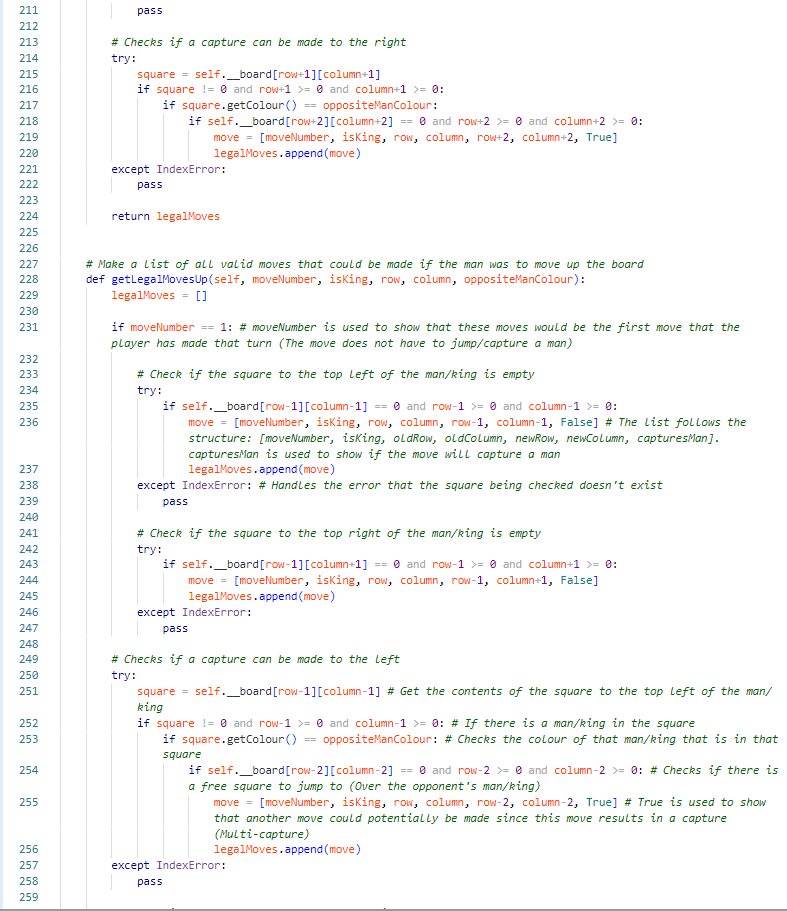 211 pass
212
213 # Checks if a capture can be made to the right
214 try:
215 square = self.__board[row+1][column+1]
216 if square != 0 and row+1 >= 0 and column+1 >= 0:
217 if square.getColour() == oppositeManColour:
218 if self.__board[row+2][column+2] == 0 and row+2 >= 0 and column+2 >= 0:
219 move = [moveNumber, isKing, row, column, row+2, column+2, True]
220 legalMoves.append(move)
221 except IndexError:
222 pass
223
224 return legalMoves
225
226
227 # Make a list of all valid moves that could be made if the man was to move up the board
228 def getLegalMovesUp(self, moveNumber, isKing, row, column, oppositeManColour):
229 legalMoves = []
230
231 if moveNumber == 1: # moveNumber is used to show that these moves would be the first move that the
player has made that turn (The move does not have to jump/capture a man)
232
233 # Check if the square to the top left of the man/king is empty
234 try:
235 if self.__board[row-1][column-1] == 0 and row-1 >= 0 and column-1 >= 0:
236 move = [moveNumber, isKing, row, column, row-1, column-1, False] # The list follows the
structure: [moveNumber, isKing, oldRow, oldColumn, newRow, newColumn, capturesMan].
capturesMan is used to show if the move will capture a man
237 legalMoves.append(move)
238 except IndexError: # Handles the error that the square being checked doesn't exist
239 pass
240
241 # Check if the square to the top right of the man/king is empty
242 try:
243 if self.__board[row-1][column+1] == 0 and row-1 >= 0 and column+1 >= 0:
244 move = [moveNumber, isKing, row, column, row-1, column+1, False]
245 legalMoves.append(move)
246 except IndexError:
247 pass
248
249 # Checks if a capture can be made to the left
250 try:
251 square = self.__board[row-1][column-1] # Get the contents of the square to the top left of the man/
king
252 if square != 0 and row-1 >= 0 and column-1 >= 0: # If there is a man/king in the square
253 if square.getColour() == oppositeManColour: # Checks the colour of that man/king that is in that
square
254 if self.__board[row-2][column-2] == 0 and row-2 >= 0 and column-2 >= 0: # Checks if there is
a free square to jump to (Over the opponent's man/king)
255 move = [moveNumber, isKing, row, column, row-2, column-2, True] # True is used to show
that another move could potentially be made since this move results in a capture
(Multi-capture)
256 legalMoves.append(move)
257 except IndexError:
258 pass
259